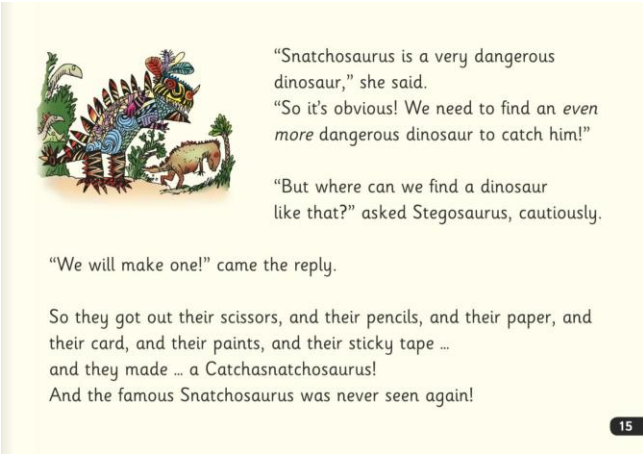 “Snatchosaurus is a very dangerous
dinosaur,” she said.
“So it’s obvious! We need to find an even
more dangerous dinosaur to catch him!”
“But where can we find a dinosaur
like that?” asked Stegosaurus, cautiously.
“We will make one!” came the reply.
So they got out their scissors, and their pencils, and their paper, and
their card, and their paints, and their sticky tape ...
and they made ... a Catchasnatchosaurus!
And the famous Snatchosaurus was never seen again!
15